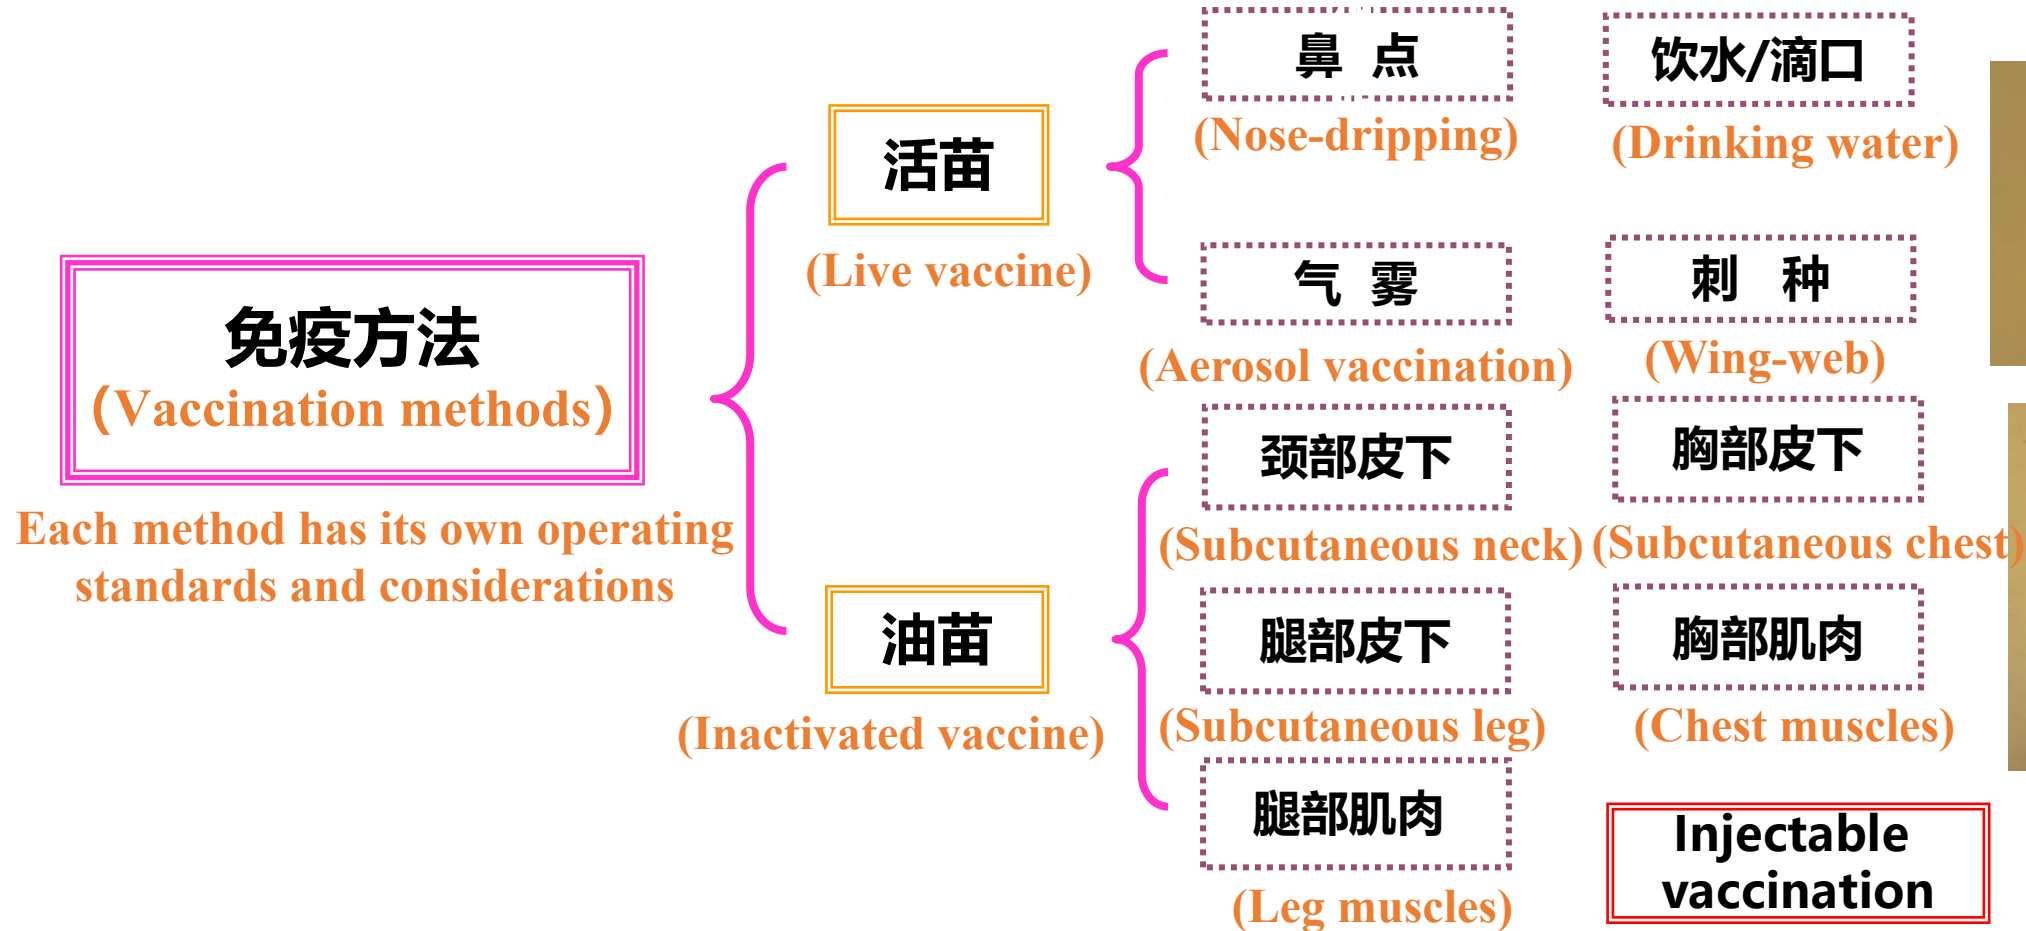 免疫方法
(Vaccination methods)
Each method has its own operating
standards and considerations
活苗
(Live vaccine)
鼻 点
(Nose-dripping)
饮水/滴口
(Drinking water)
气 雾
(Aerosol vaccination)
刺 种
(Wing-web)
油苗
(Inactivated vaccine)
颈部皮下
(Subcutaneous neck)
胸部皮下
(Subcutaneous chest)
腿部皮下
(Subcutaneous leg)
胸部肌肉
(Chest muscles)
腿部肌肉
(Leg muscles)
Injectable
vaccination